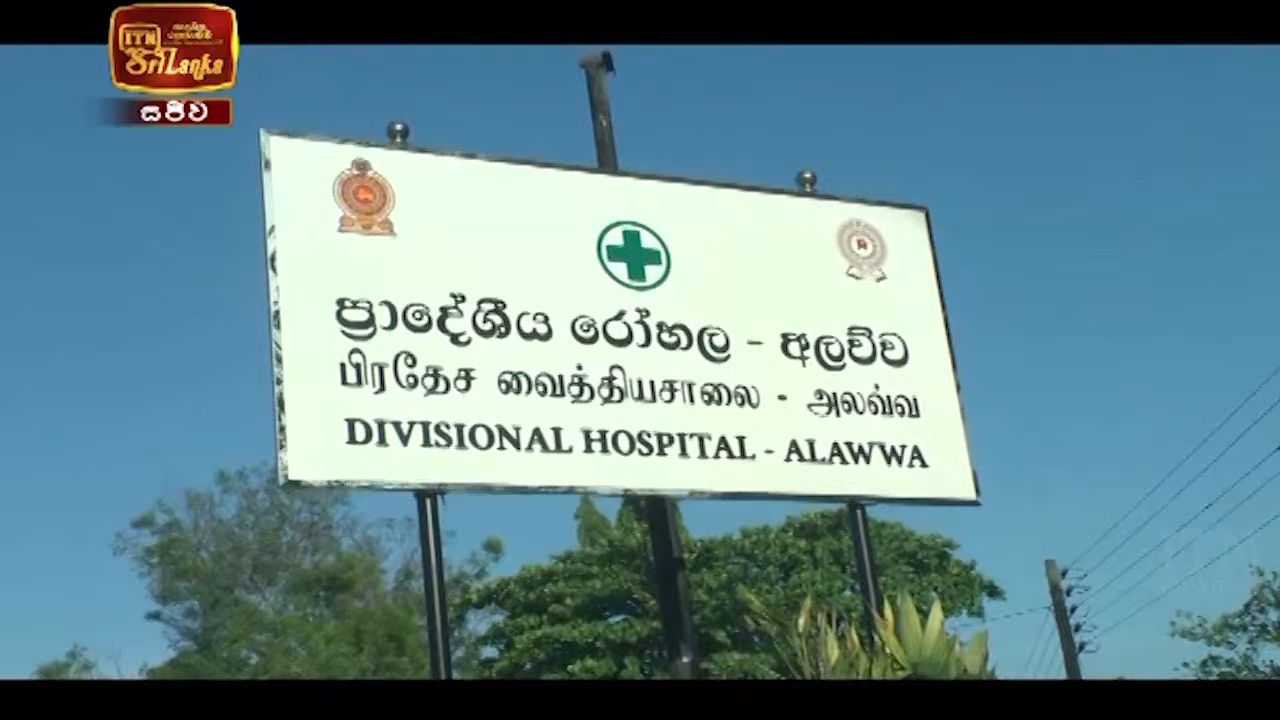 ITN
Sri Lanka
සජීව
ප්‍රාදේශීය රෝහල - අලව්ව
பிரதேச வைத்தியசாலை - அலவ்வ
DIVISIONAL HOSPITAL - ALAWWA